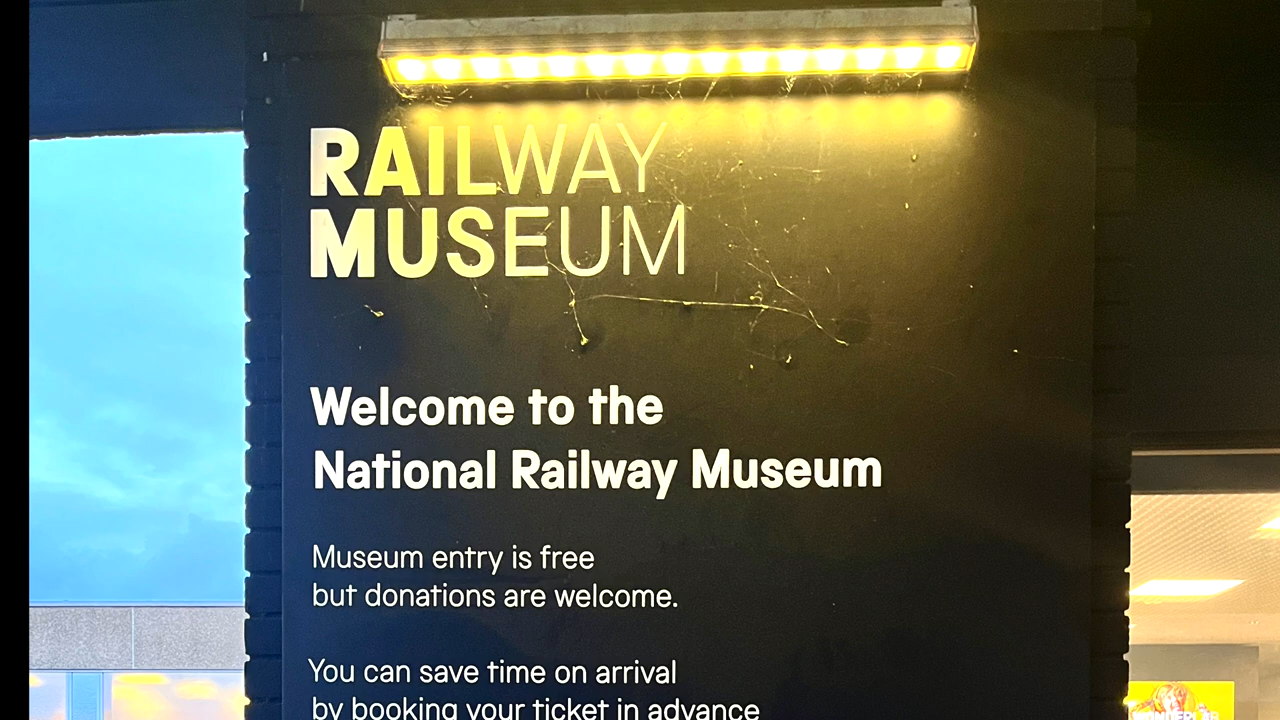 RAILWAY
MUSEUM
Welcome to the
National Railway Museum
Museum entry is free
but donations are welcome.
You can save time on arrival
by booking your ticket in advance